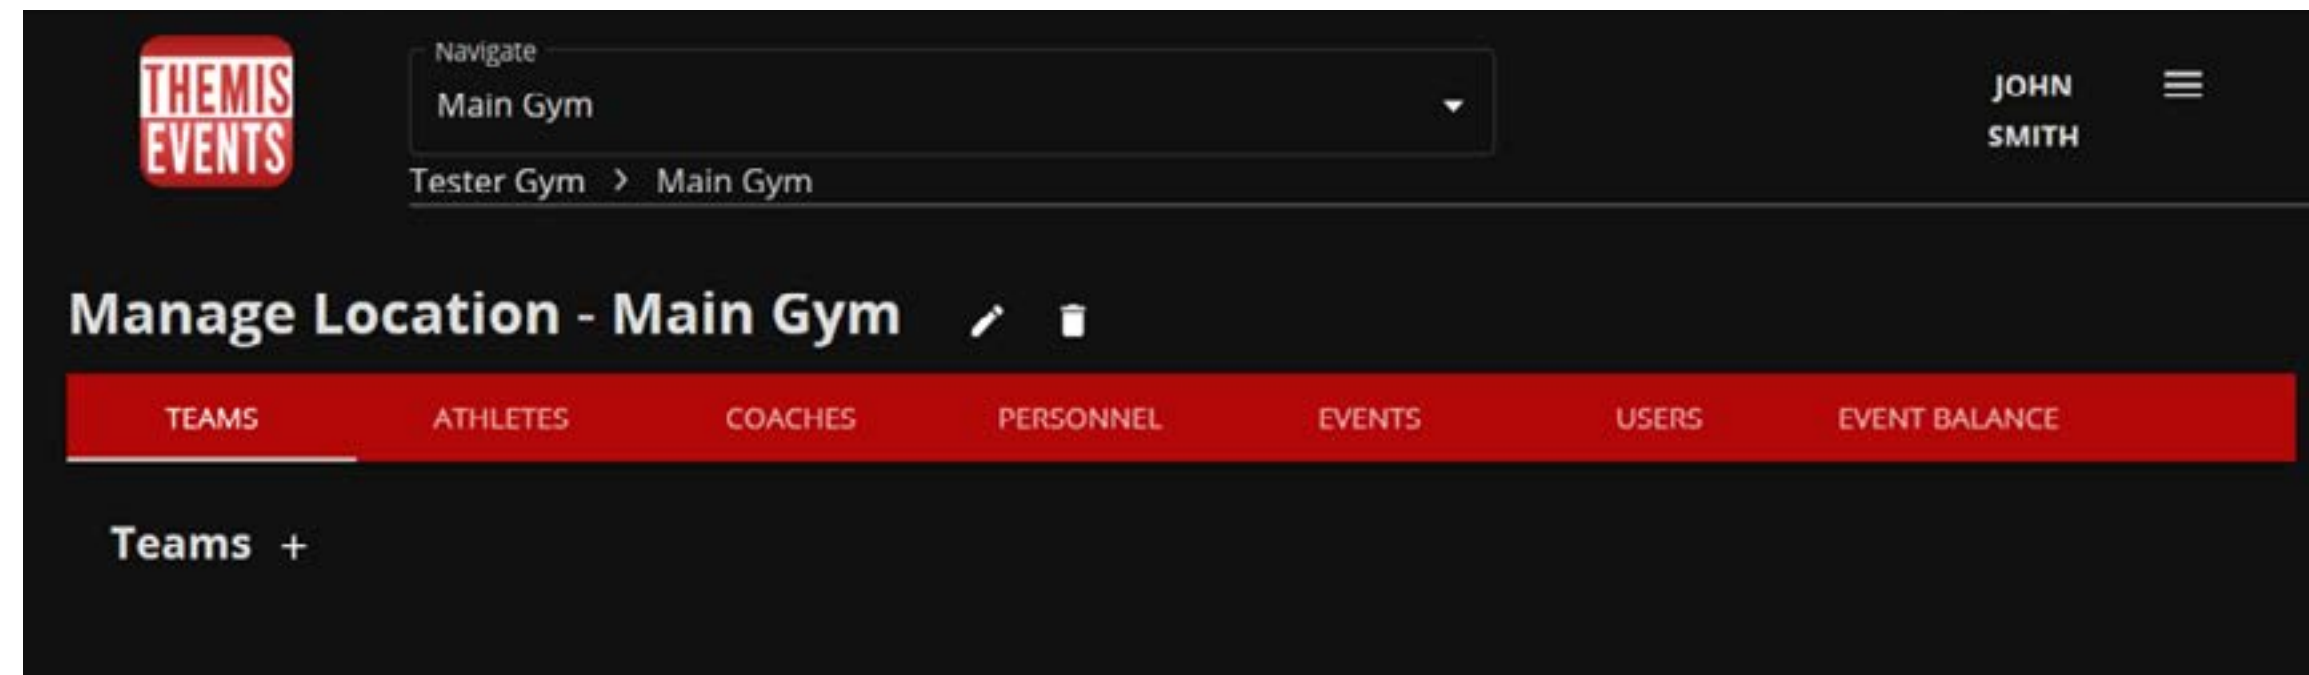 THEMIS
EVENTS
Navigate
Main Gym
Tester Gym > Main Gym
JOHN
SMITH
Manage Location - Main Gym
TEAMS ATHLETES COACHES PERSONNEL EVENTS USERS EVENT BALANCE
Teams +